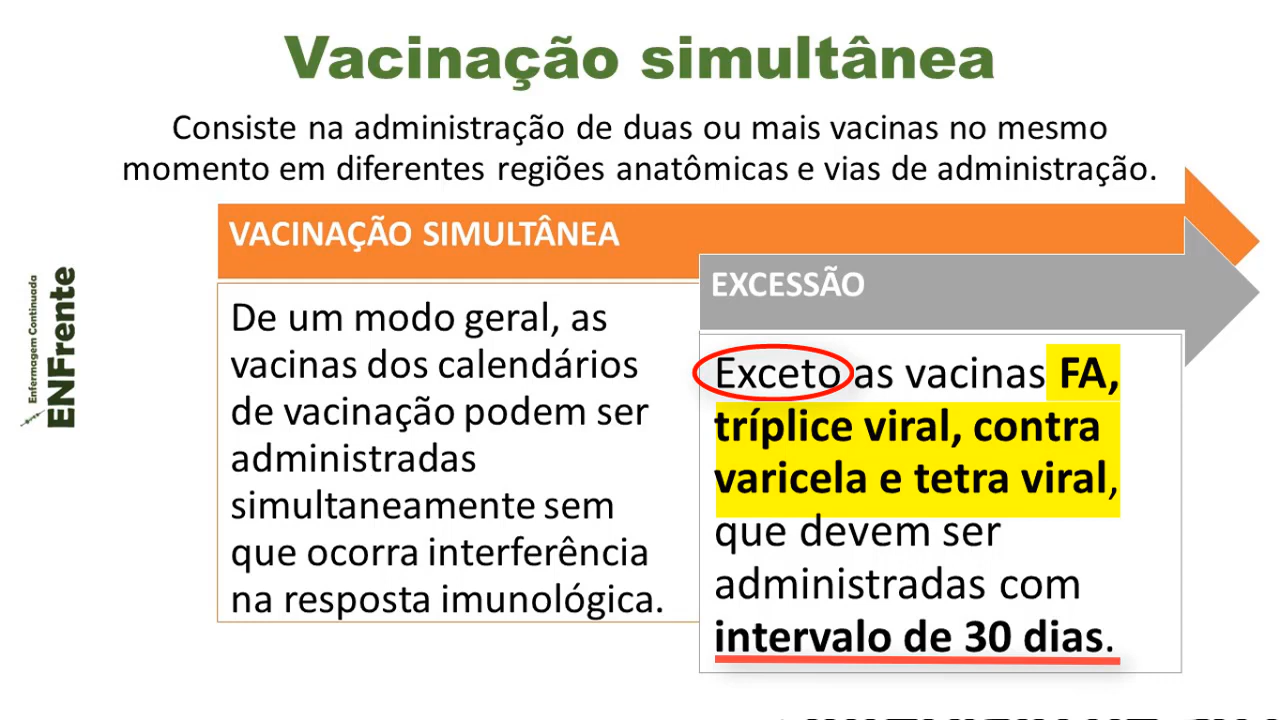 Vacinação simultânea
Consiste na administração de duas ou mais vacinas no mesmo
momento em diferentes regiões anatômicas e vias de administração.
VACINAÇÃO SIMULTÂNEA
De um modo geral, as
vacinas dos calendários
de vacinação podem ser
administradas
simultaneamente sem
que ocorra interferência
na resposta imunológica.
EXCESSÃO
Exceto as vacinas FA,
tríplice viral, contra
varicela e tetra viral,
que devem ser
administradas com
intervalo de 30 dias.
Enfermagem Continuada
ENFrente